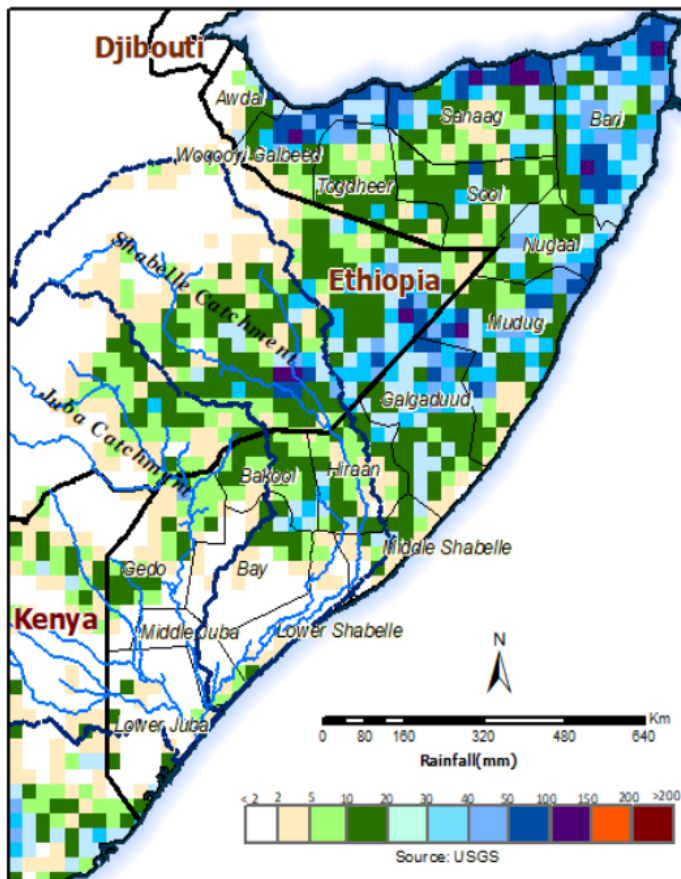 Djibouti
Awdal
Sanaag
Bari
Woqooyi Galbeed
Togdheer
Sool
Nugaal
Shabelle Catchment
Ethiopia
Mudug
Galgaduud
Juba Catchment
Bakool
Hiraan
Middle Shabelle
Gedo
Bay
Kenya
Middle Juba
Lower Shabelle
N
Lower Juba
Km
0 80 160 320 480 640
Rainfall(mm)
<2 2 5 10 20 30 40 50 100 150 200 >200
Source: USGS